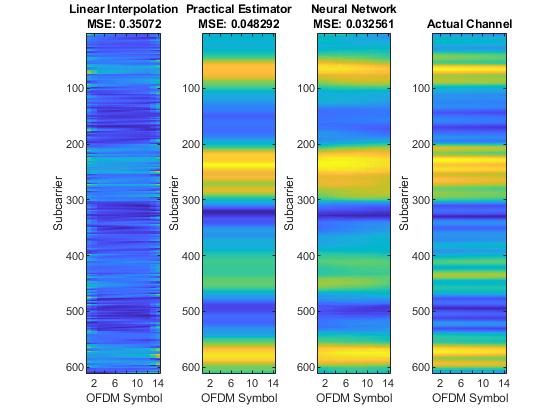 Linear Interpolation
MSE: 0.35072
Practical Estimator
MSE: 0.048292
Neural Network
MSE: 0.032561
Actual Channel
Subcarrier
100
200
300
400
500
600
2 6 10 14
OFDM Symbol
Subcarrier
100
200
300
400
500
600
2 6 10 14
OFDM Symbol
Subcarrier
100
200
300
400
500
600
2 6 10 14
OFDM Symbol
Subcarrier
100
200
300
400
500
600
2 6 10 14
OFDM Symbol